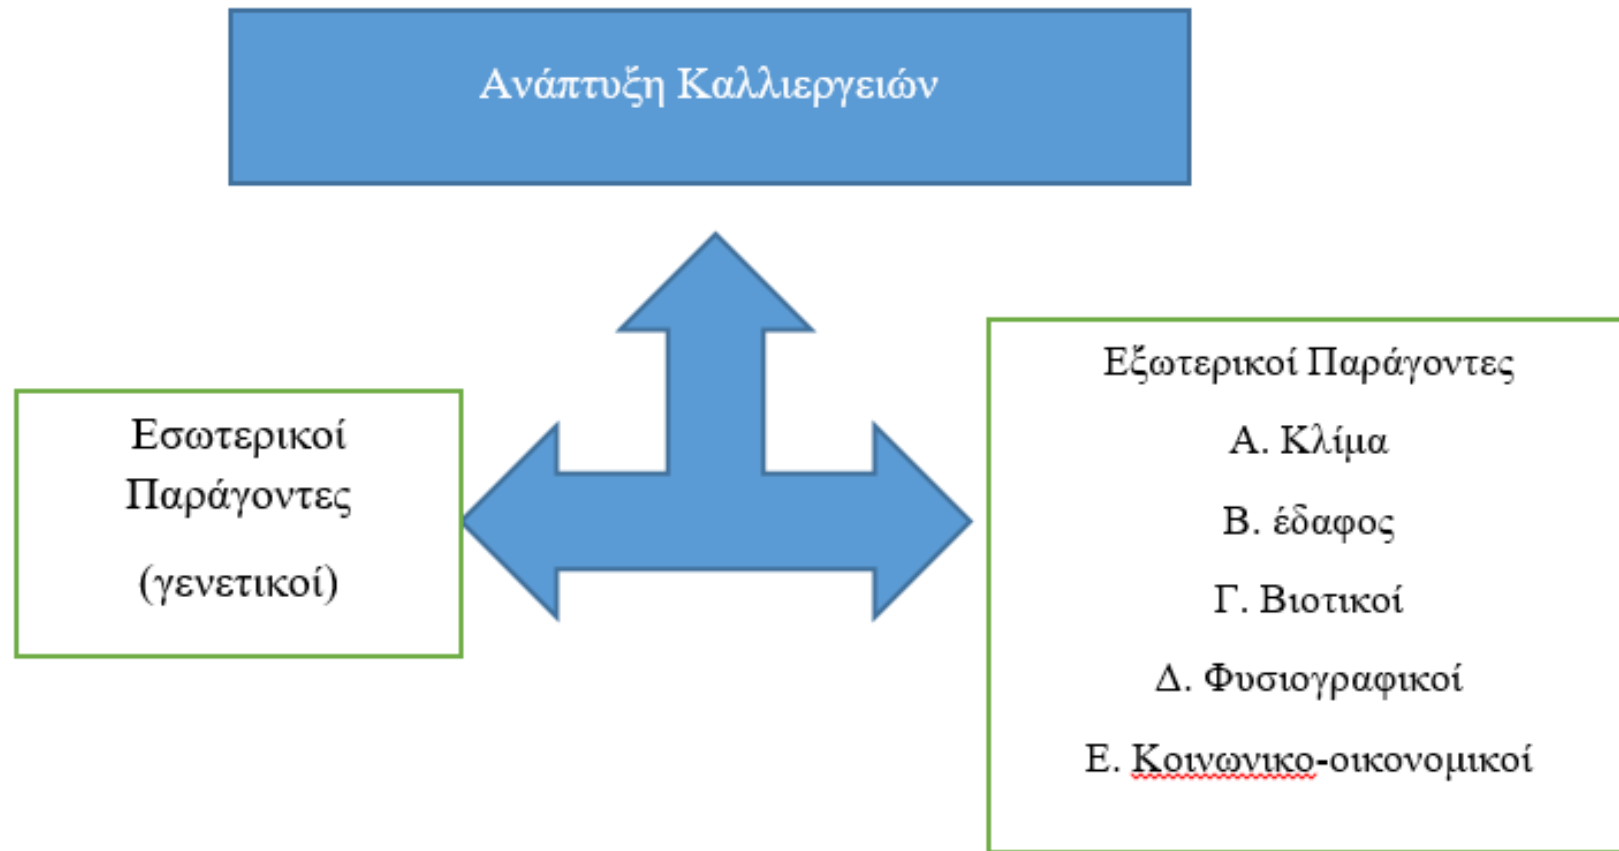 Ανάπτυξη Καλλιεργειών
Εσωτερικοί
Παράγοντες
(γενετικοί)
Εξωτερικοί Παράγοντες
Α. Κλίμα
Β. έδαφος
Γ. Βιοτικοί
Δ. Φυσιογραφικοί
Ε. Κοινωνικο-οικονομικοί